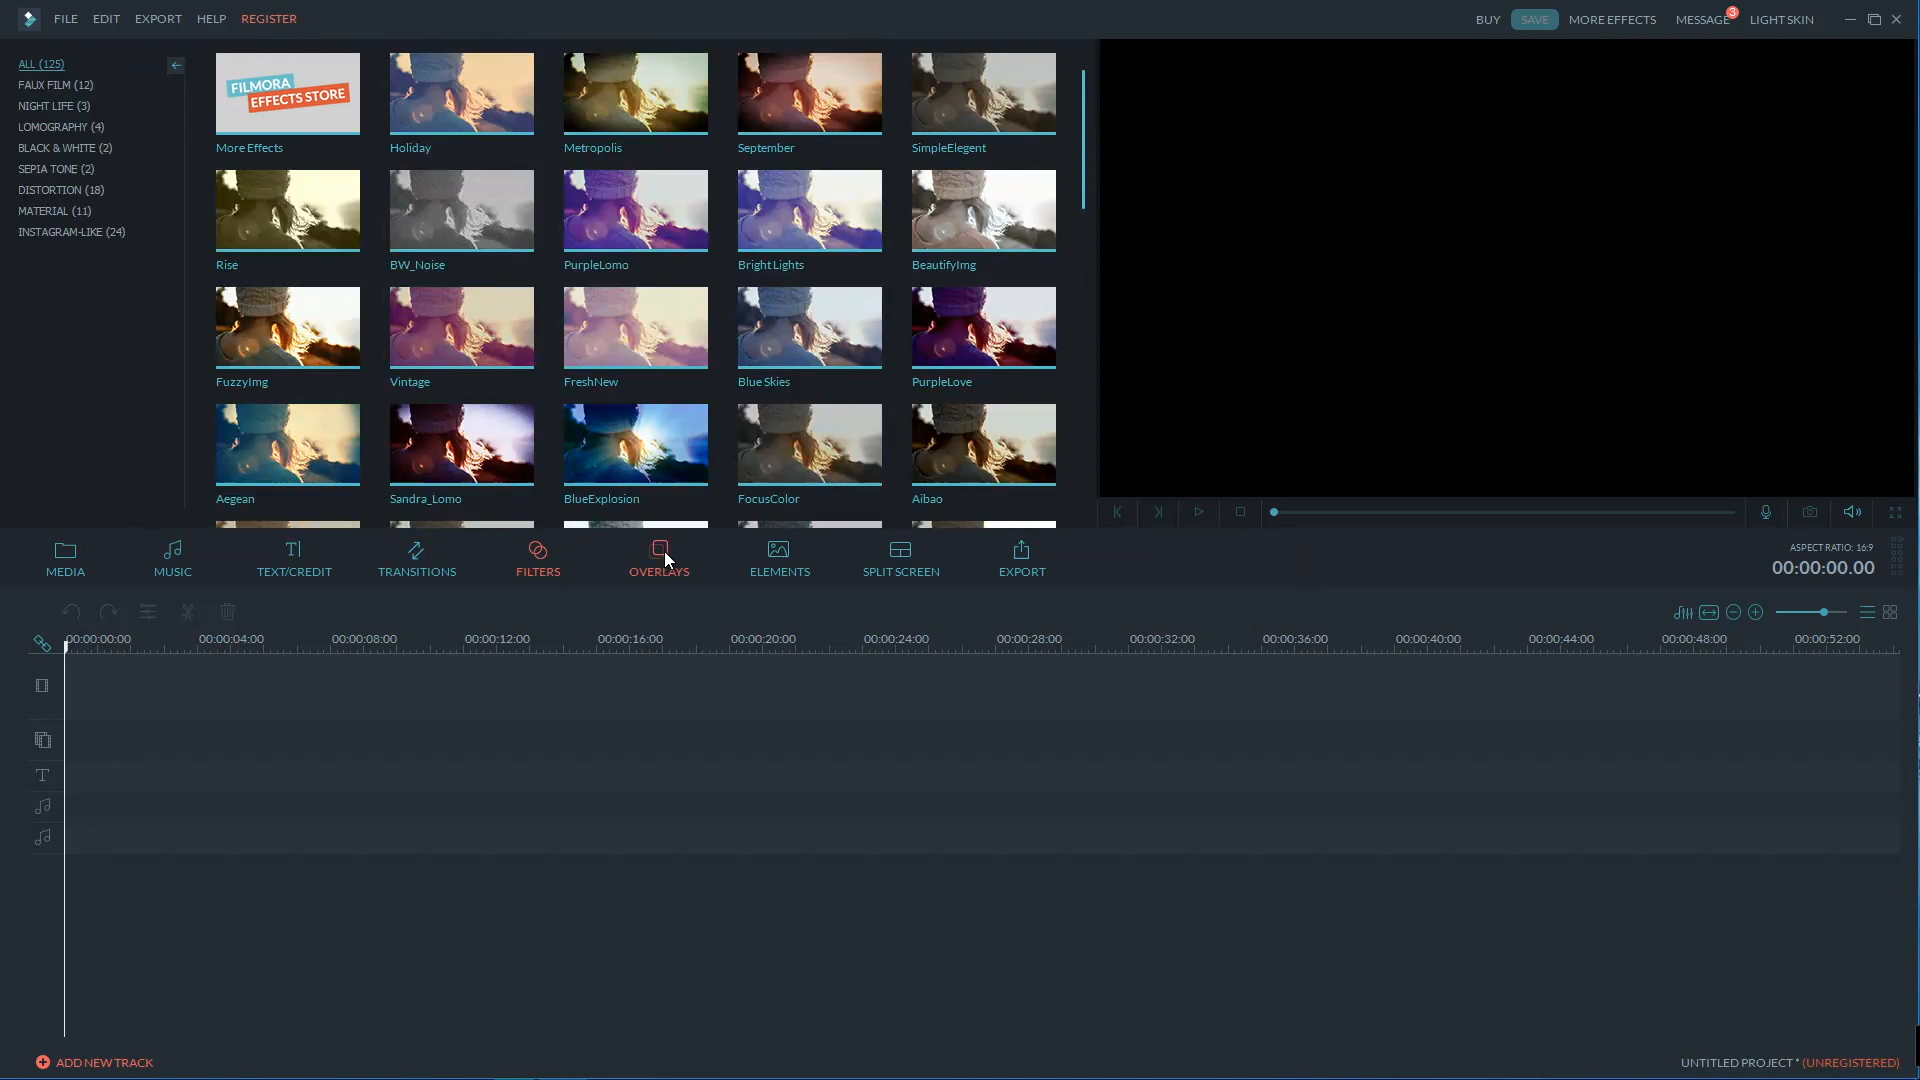 FILE EDIT EXPORT HELP REGISTER
BUY SAVE MORE EFFECTS MESSAGE 3 LIGHT SKIN
ALL (125)
FAUX FILM (12)
NIGHT LIFE (3)
LOMOGRAPHY (4)
BLACK & WHITE (2)
SEPIA TONE (2)
DISTORTION (18)
MATERIAL (11)
INSTAGRAM-LIKE (24)
FILMORA
EFFECTS STORE
More Effects Holiday Metropolis September SimpleElegent
Rise BW_Noise PurpleLomo Bright Lights BeautifyImg
FuzzyImg Vintage FreshNew Blue Skies PurpleLove
Aegean Sandra_Lomo BlueExplosion FocusColor Aibao
MEDIA MUSIC TEXT/CREDIT TRANSITIONS FILTERS OVERLAYS ELEMENTS SPLIT SCREEN EXPORT
ASPECT RATIO: 16:9
00:00:00.00
00:00:00:00 00:00:04:00 00:00:08:00 00:00:12:00 00:00:16:00 00:00:20:00 00:00:24:00 00:00:28:00 00:00:32:00 00:00:36:00 00:00:40:00 00:00:44:00 00:00:48:00 00:00:52:00
ADD NEW TRACK
UNTITLED PROJECT * (UNREGISTERED)